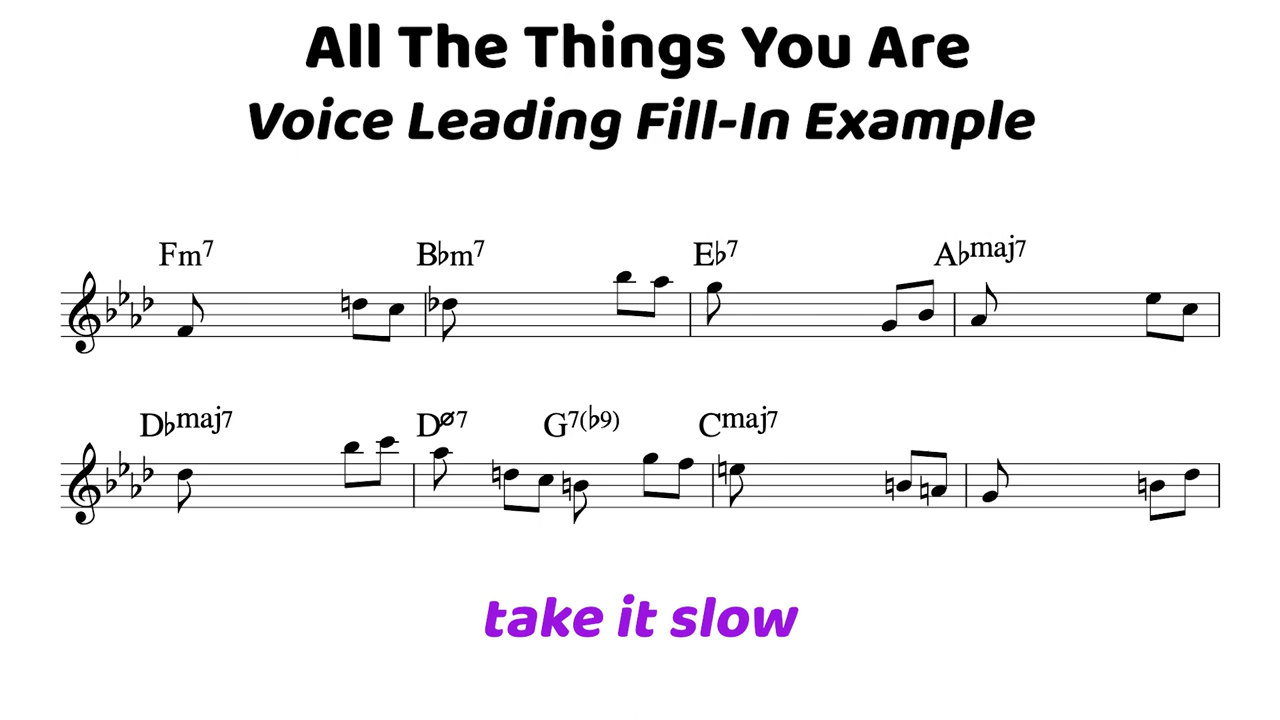 All The Things You Are
Voice Leading Fill-In Example
Fm7 B♭m7 E♭7 A♭maj7
D♭maj7 Dø7 G7(♭9) Cmaj7
take it slow